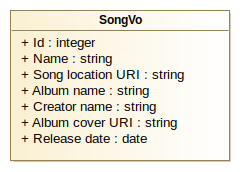 SongVo
+ Id : integer
+ Name : string
+ Song location URI : string
+ Album name : string
+ Creator name : string
+ Album cover URI : string
+ Release date : date